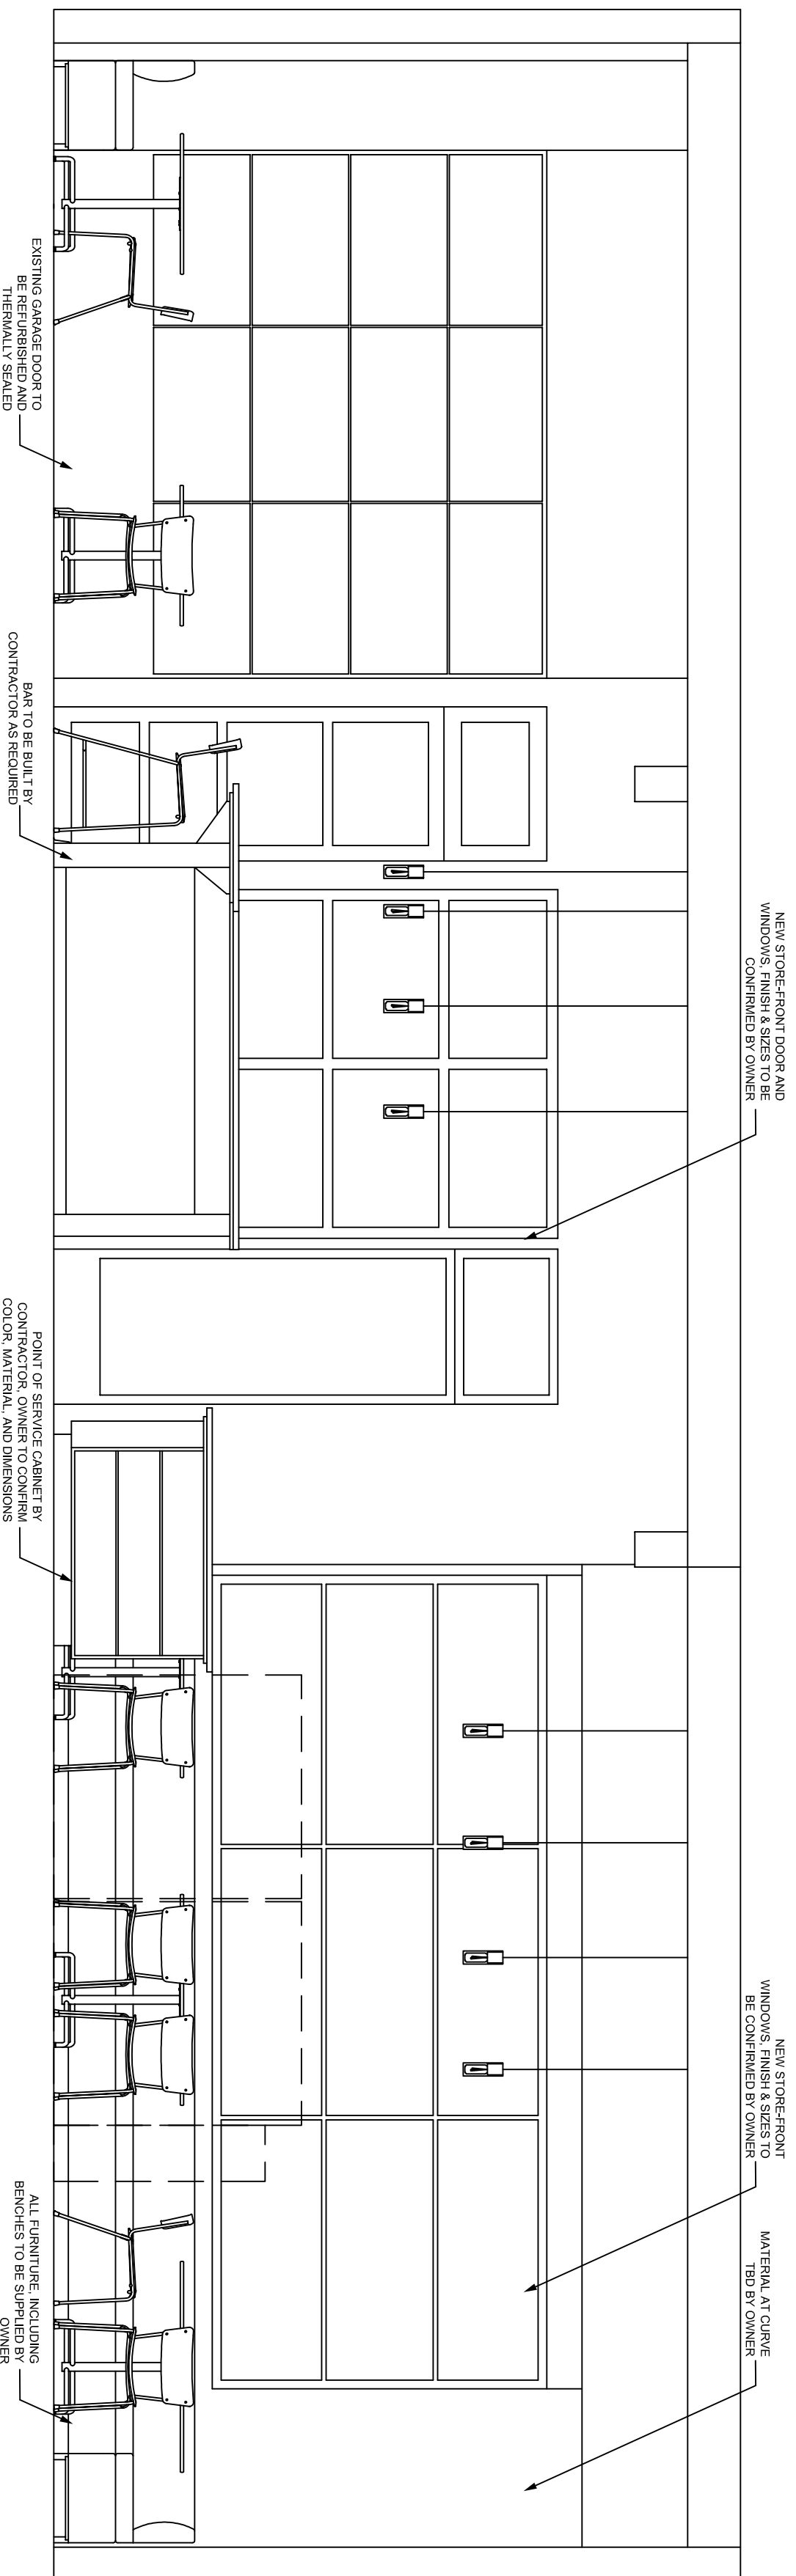 NEW STORE-FRONT DOOR AND
WINDOWS, FINISH & SIZES TO BE
CONFIRMED BY OWNER
NEW STORE-FRONT
WINDOWS, FINISH & SIZES TO
BE CONFIRMED BY OWNER
MATERIAL AT CURVE
TBD BY OWNER
EXISTING GARAGE DOOR TO
BE REFURBISHED AND
THERMALLY SEALED
BAR TO BE BUILT BY
CONTRACTOR AS REQUIRED
POINT OF SERVICE CABINET BY
CONTRACTOR, OWNER TO CONFIRM
COLOR, MATERIAL, AND DIMENSIONS
ALL FURNITURE, INCLUDING
BENCHES TO BE SUPPLIED BY
OWNER